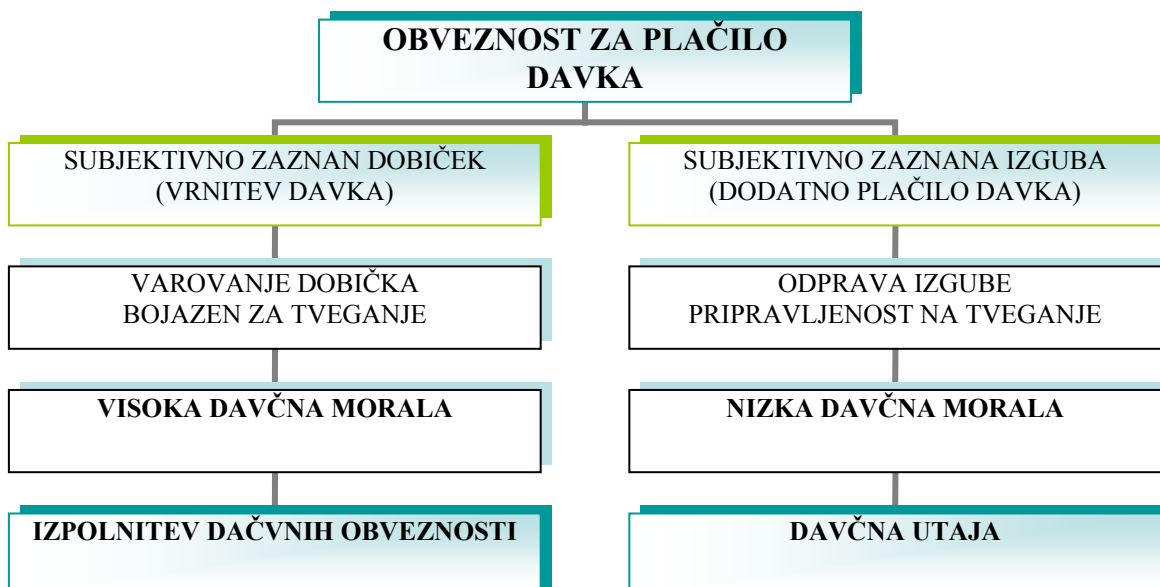 OBVEZNOST ZA PLAČILO
DAVKA
SUBJEKTIVNO ZAZNAN DOBIČEK
(VRNITEV DAVKA)
SUBJEKTIVNO ZAZNANA IZGUBA
(DODATNO PLAČILO DAVKA)
VAROVANJE DOBIČKA
BOJAZEN ZA TVEGANJE
ODPRAVA IZGUBE
PRIPRAVLJENOST NA TVEGANJE
VISOKA DAVČNA MORALA
NIZKA DAVČNA MORALA
IZPOLNITEV DAČVNIH OBVEZNOSTI
DAVČNA UTAJA